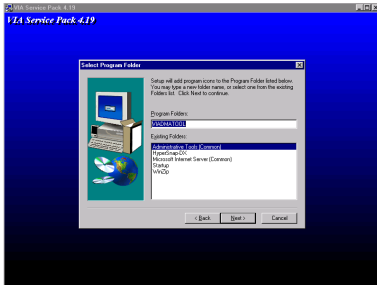 VIA Service Pack 4.19
VIA Service Pack 4.19
Select Program Folder
Setup will add program icons to the Program Folder listed below.
You may type a new folder name, or select one from the existing
Folders list. Click Next to continue.
Program Folders:
VIADMATOOL
Existing Folders:
Administrative Tools (Common)
HyperSnap-DX
Microsoft Internet Server (Common)
Startup
WinZip
< Back
Next >
Cancel